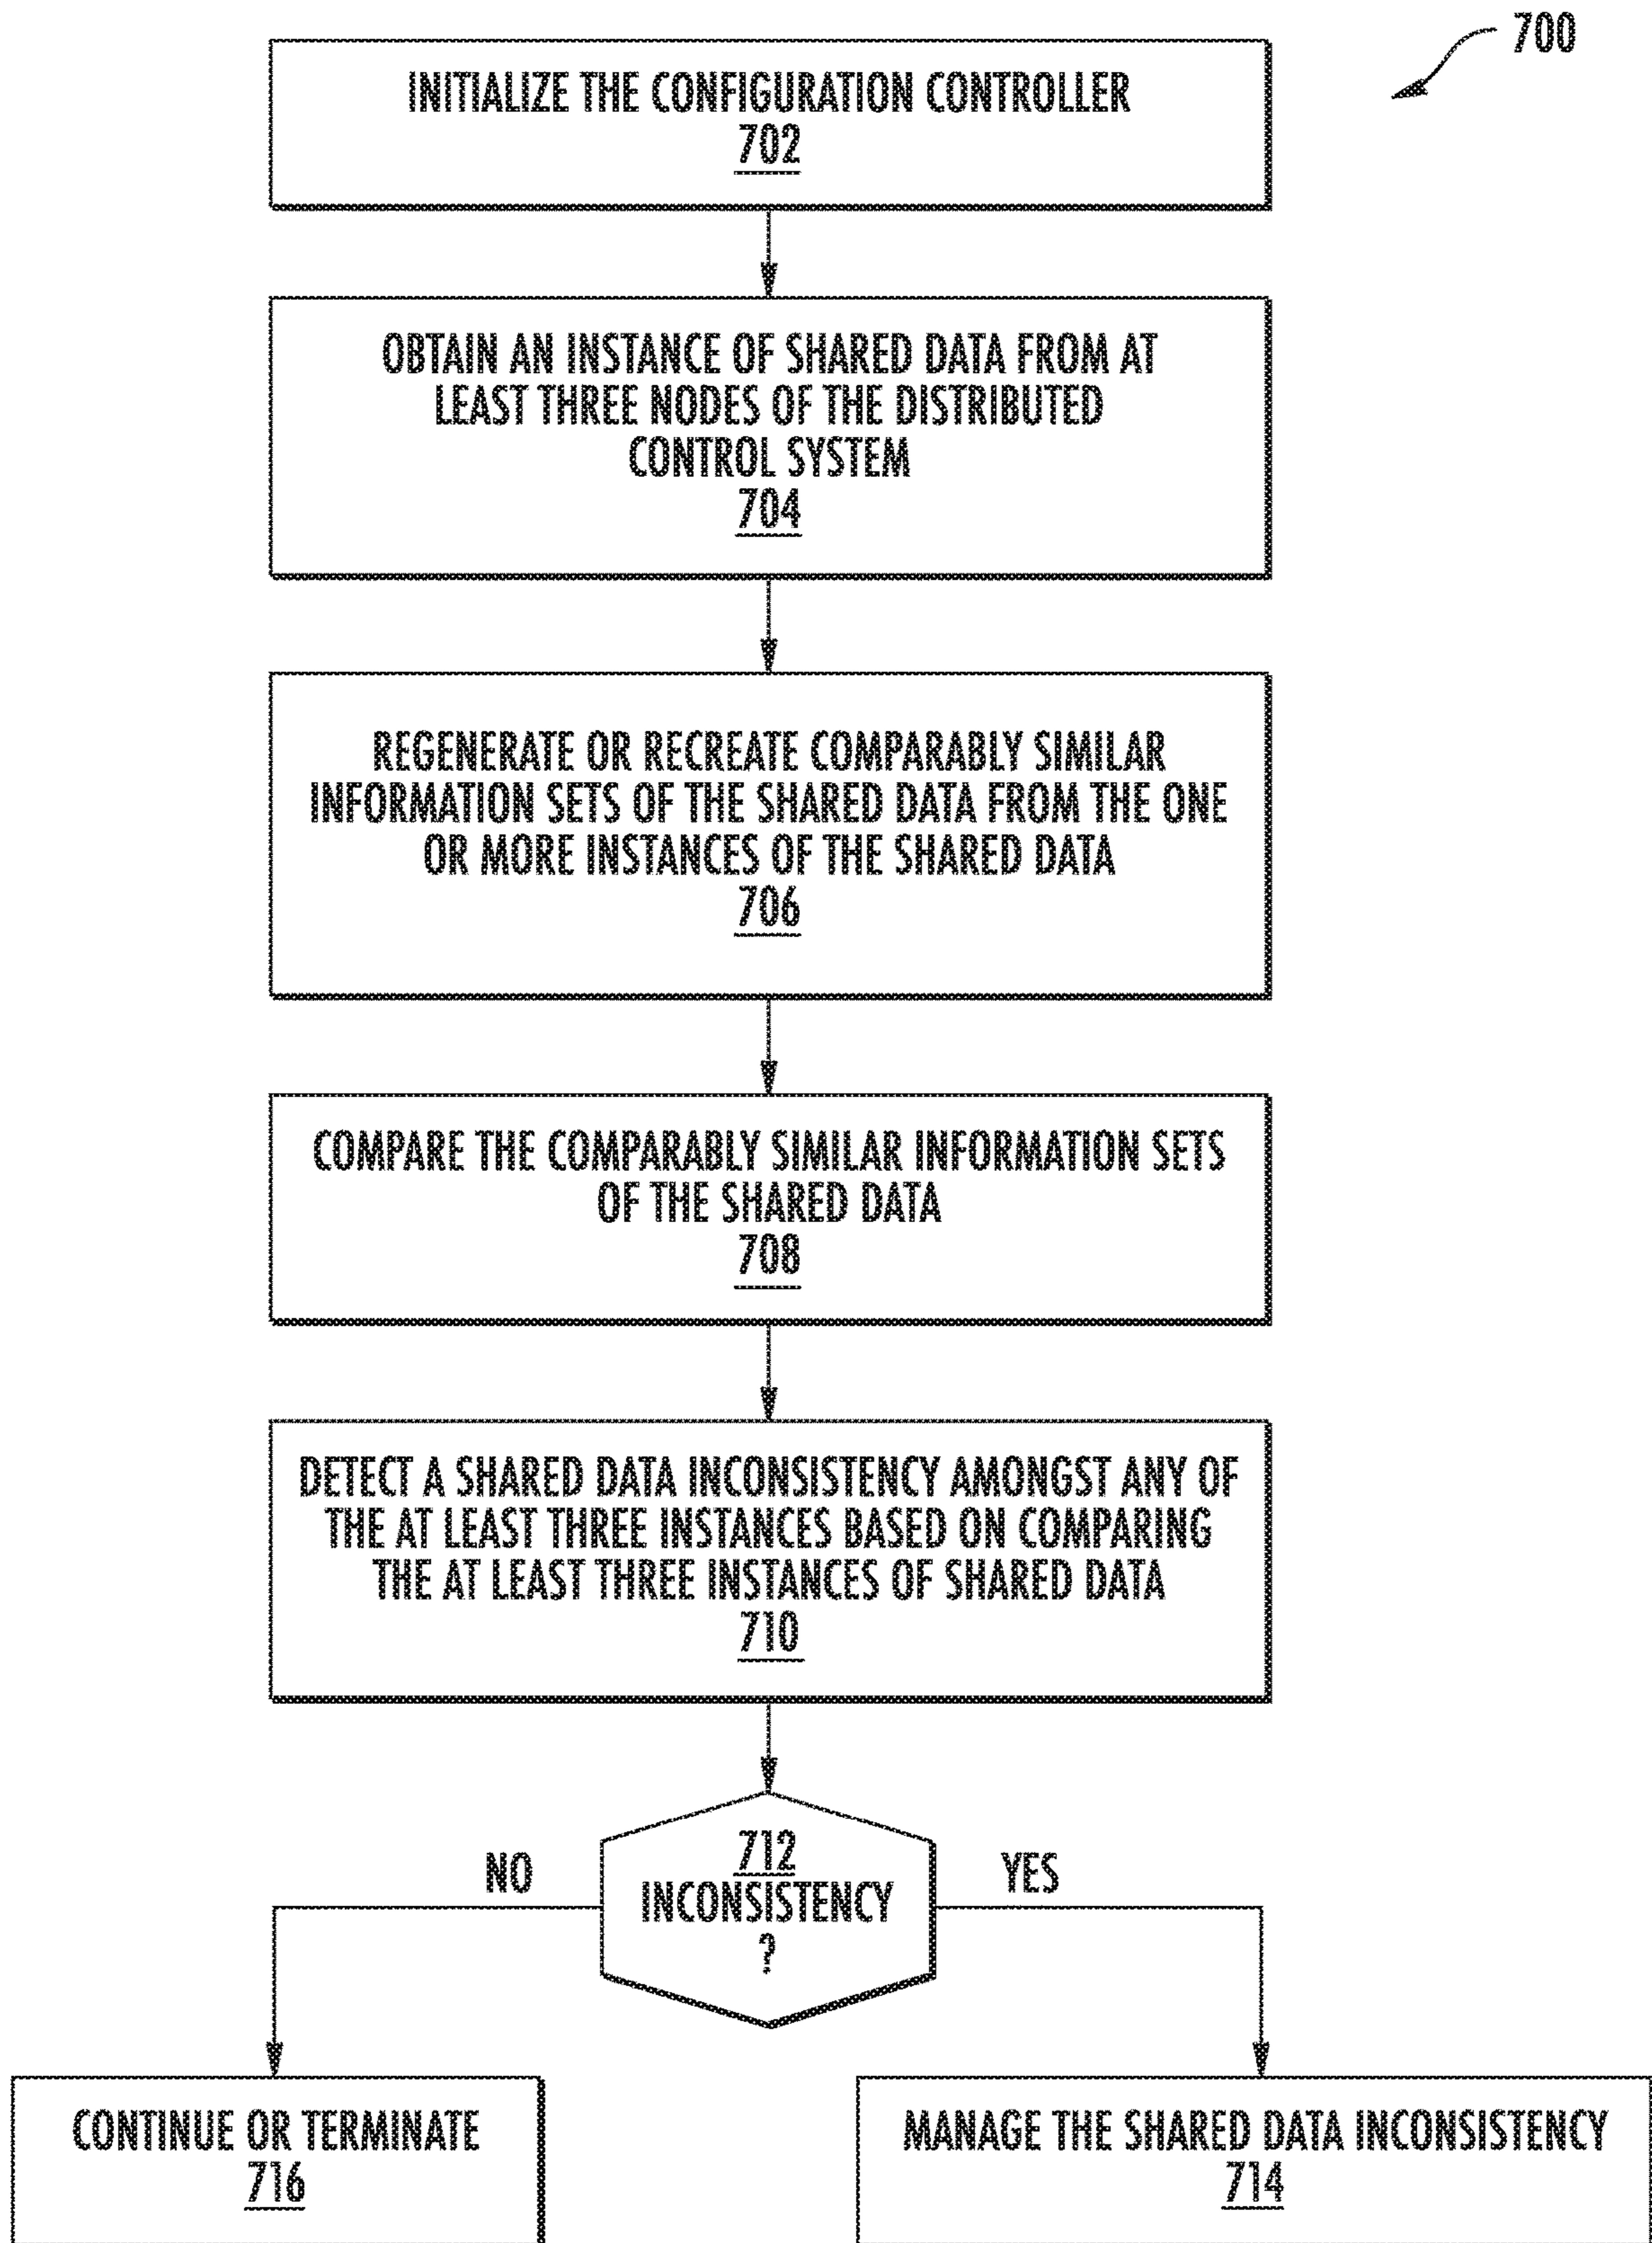 700
INITIALIZE THE CONFIGURATION CONTROLLER
702
OBTAIN AN INSTANCE OF SHARED DATA FROM AT
LEAST THREE NODES OF THE DISTRIBUTED
CONTROL SYSTEM
704
REGENERATE OR RECREATE COMPARABLY SIMILAR
INFORMATION SETS OF THE SHARED DATA FROM THE ONE
OR MORE INSTANCES OF THE SHARED DATA
706
COMPARE THE COMPARABLY SIMILAR INFORMATION SETS
OF THE SHARED DATA
708
DETECT A SHARED DATA INCONSISTENCY AMONGST ANY OF
THE AT LEAST THREE INSTANCES BASED ON COMPARING
THE AT LEAST THREE INSTANCES OF SHARED DATA
710
712
INCONSISTENCY
?
NO
YES
CONTINUE OR TERMINATE
716
MANAGE THE SHARED DATA INCONSISTENCY
714